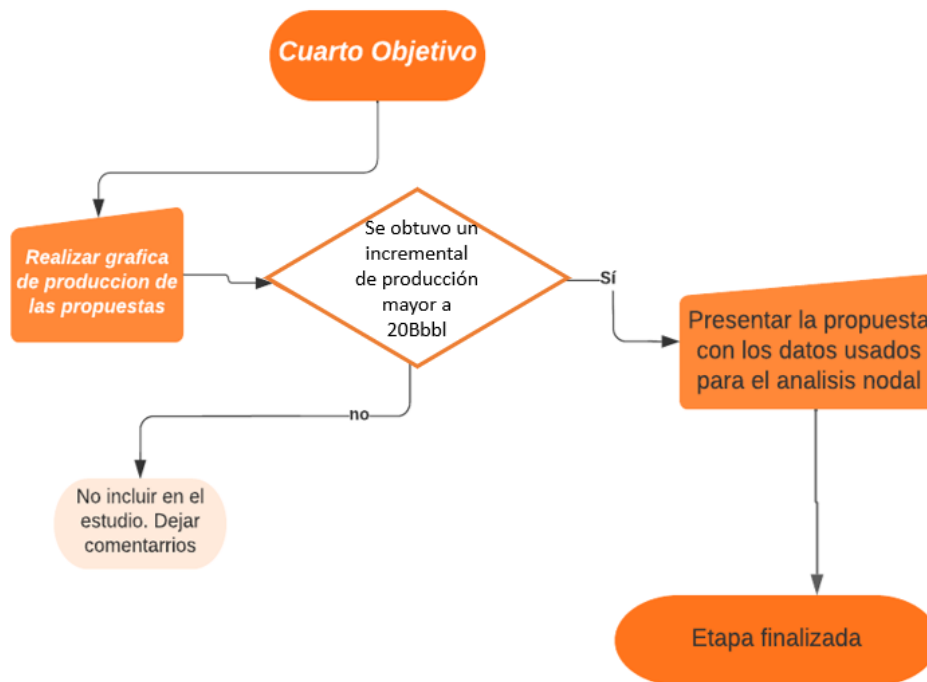 Cuarto Objetivo
Realizar grafica
de produccion de
las propuestas
Se obtuvo un
incremental
de producción
mayor a
20Bbbl
Sí
Presentar la propuesta
con los datos usados
para el analisis nodal
no
No incluir en el
estudio. Dejar
comentarrios
Etapa finalizada